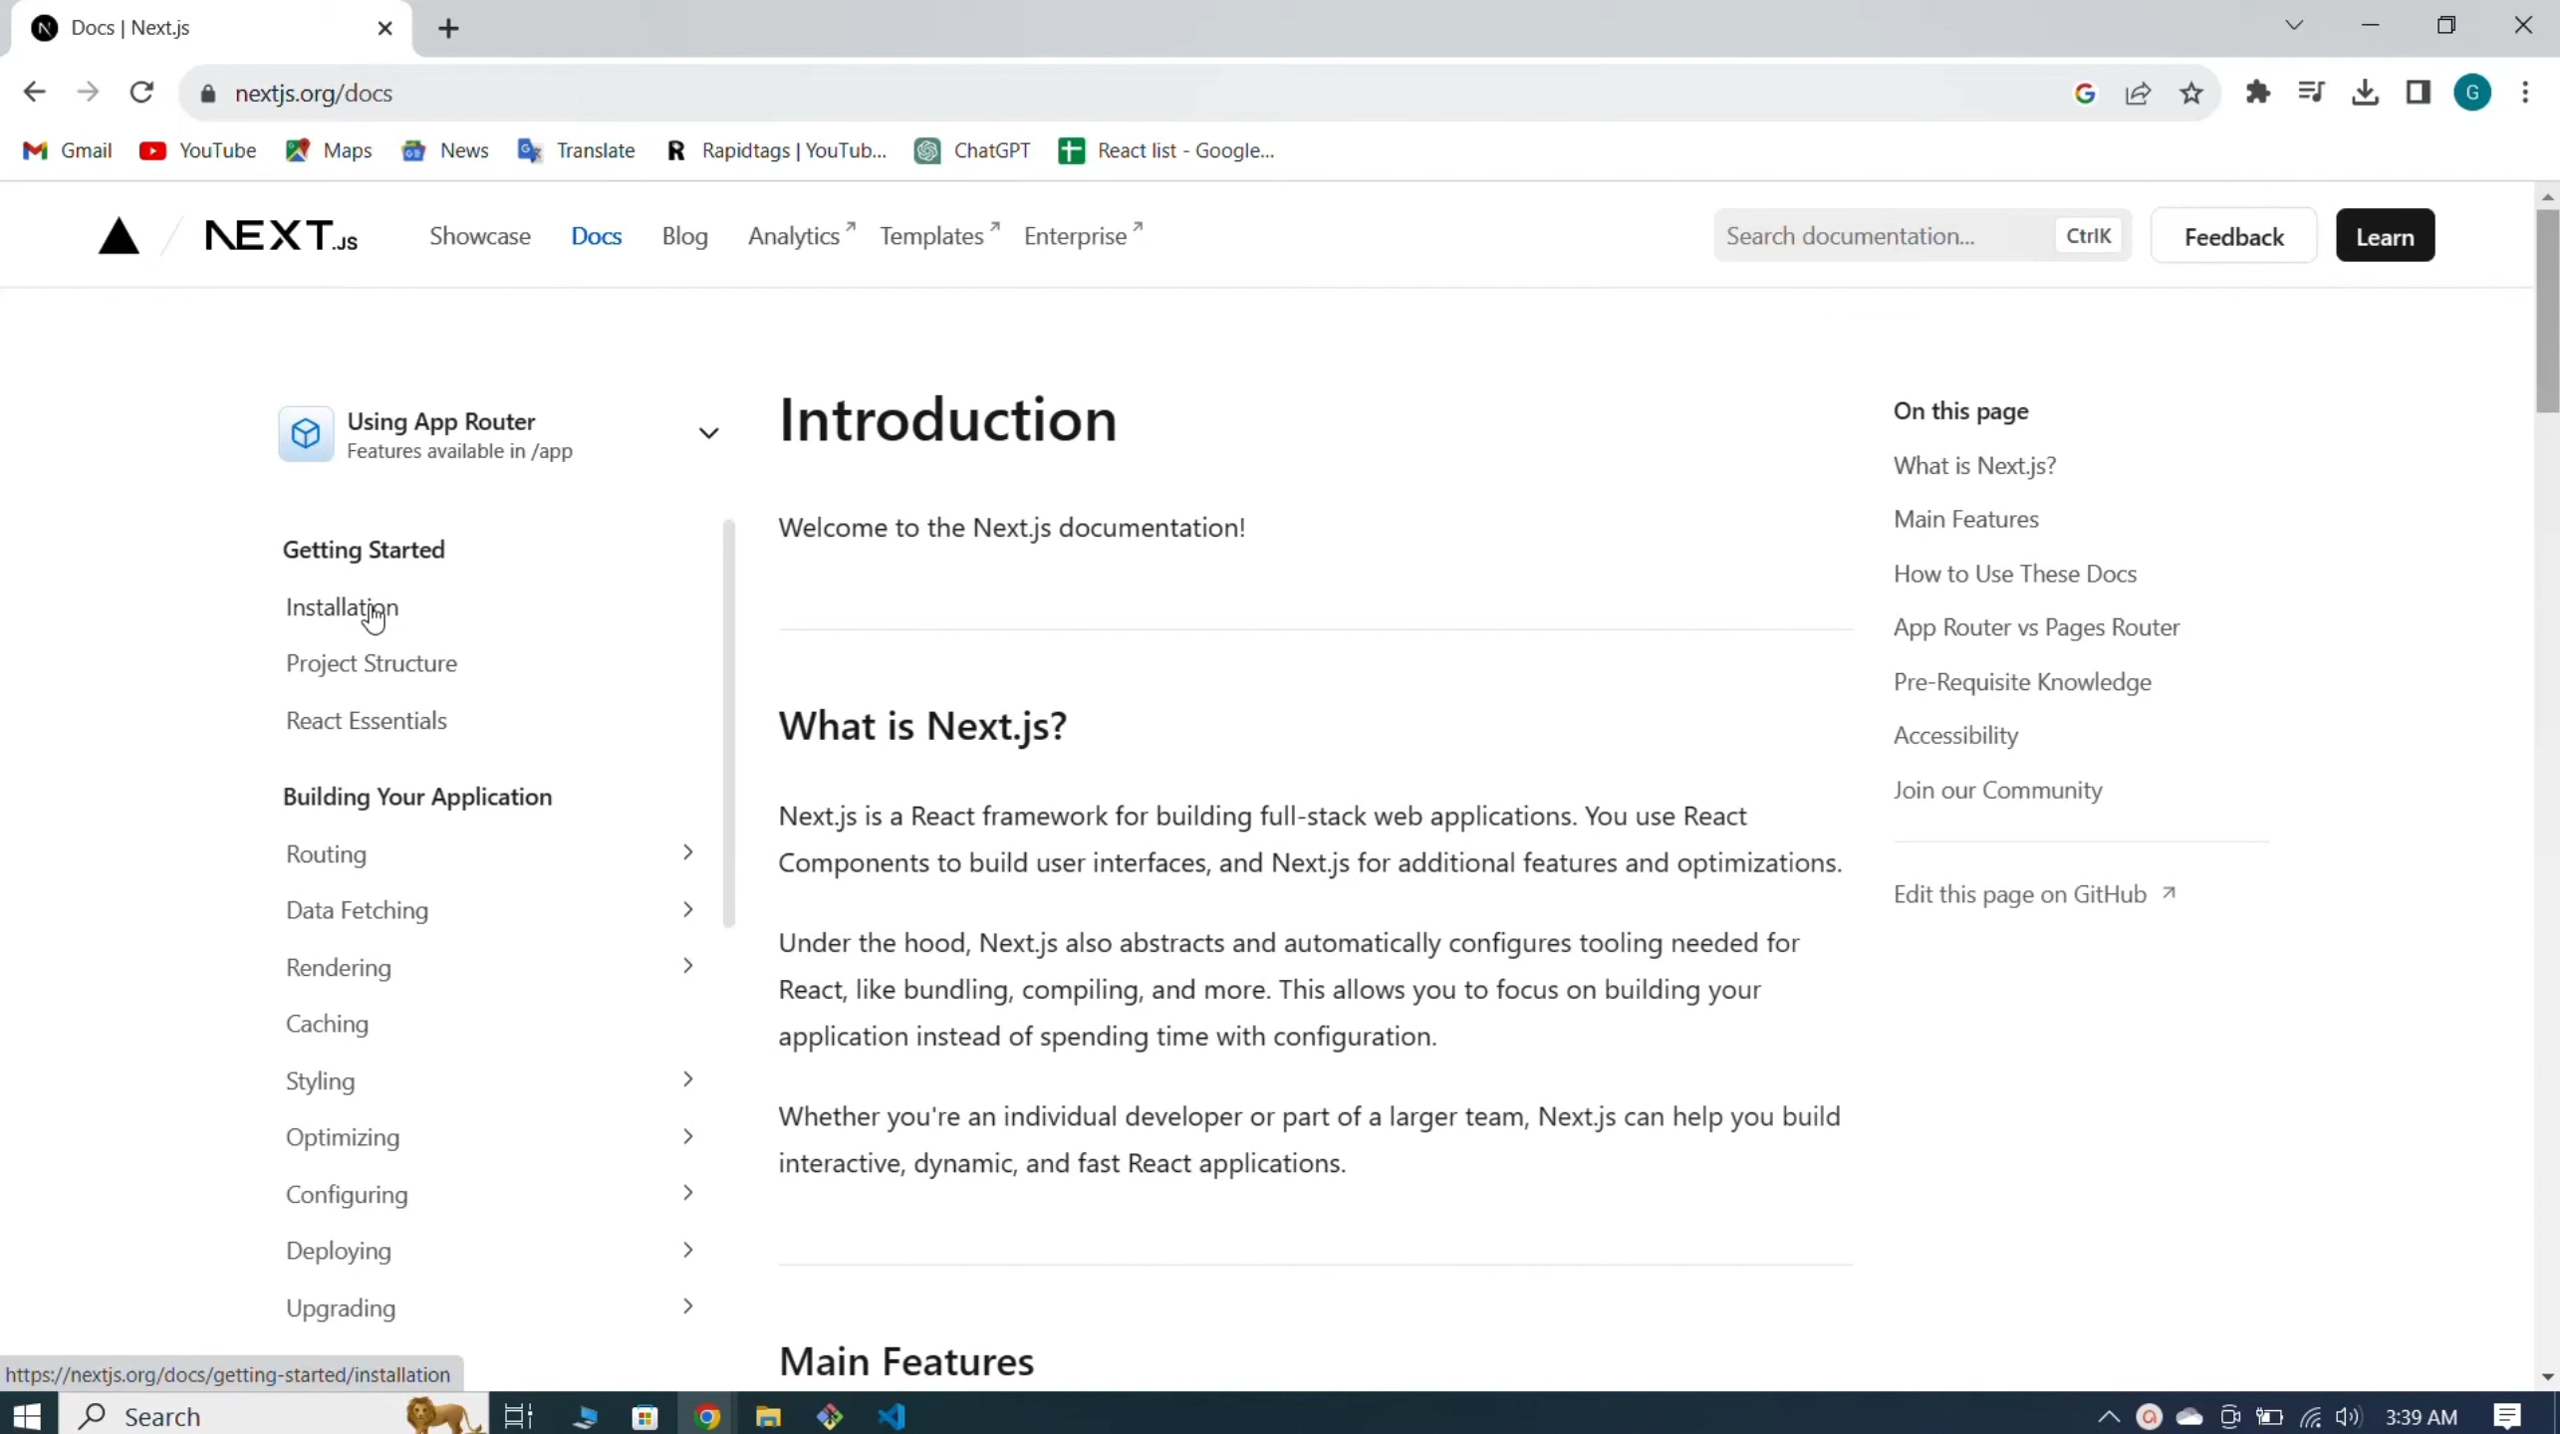 Docs | Next.js
nextjs.org/docs
G
Gmail
YouTube
Maps
News
Translate
Rapidtags | YouTub...
ChatGPT
React list - Google...
NEXT.JS
Showcase
Docs
Blog
Analytics
Templates
Enterprise
Search documentation...
CtrlK
Feedback
Learn
Using App Router
Features available in /app
Getting Started
Installation
Project Structure
React Essentials
Building Your Application
Routing
Data Fetching
Rendering
Caching
Styling
Optimizing
Configuring
Deploying
Upgrading
Introduction
Welcome to the Next.js documentation!
What is Next.js?
Next.js is a React framework for building full-stack web applications. You use React
Components to build user interfaces, and Next.js for additional features and optimizations.
Under the hood, Next.js also abstracts and automatically configures tooling needed for
React, like bundling, compiling, and more. This allows you to focus on building your
application instead of spending time with configuration.
Whether you're an individual developer or part of a larger team, Next.js can help you build
interactive, dynamic, and fast React applications.
Main Features
On this page
What is Next.js?
Main Features
How to Use These Docs
App Router vs Pages Router
Pre-Requisite Knowledge
Accessibility
Join our Community
Edit this page on GitHub
https://nextjs.org/docs/getting-started/installation
Search
3:39 AM